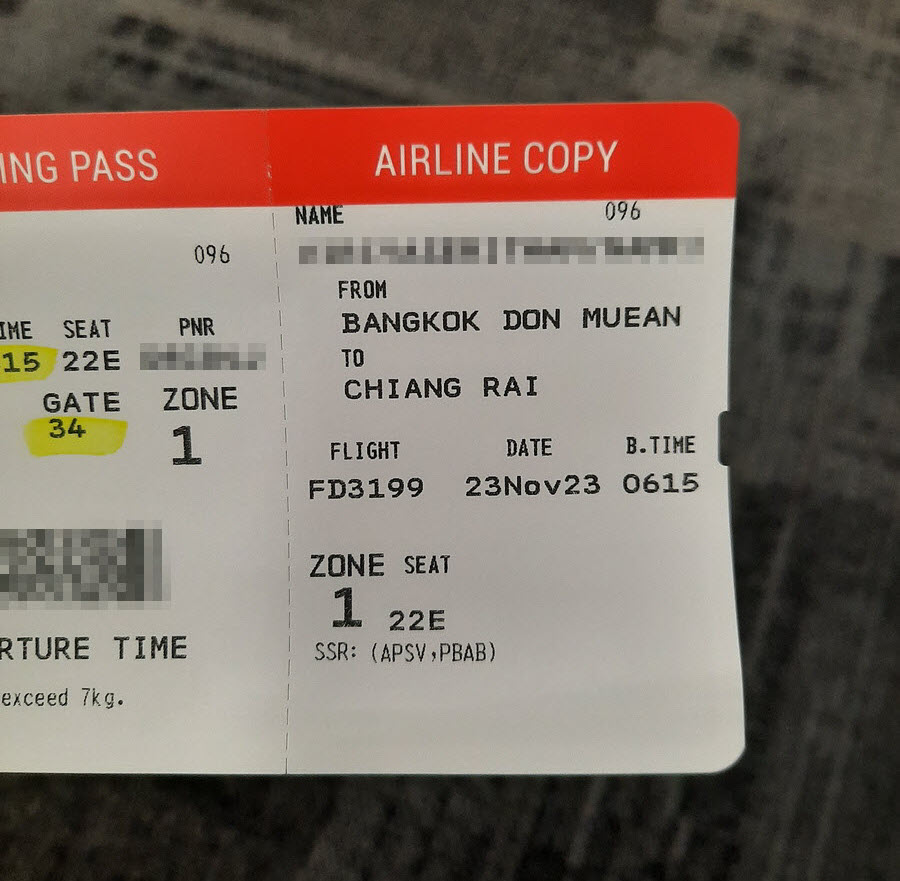 ING PASS
096
IME SEAT PNR
15 22E
GATE ZONE
34 1
RTURE TIME
exceed 7kg.
AIRLINE COPY
NAME 096
FROM
BANGKOK DON MUEAN
TO
CHIANG RAI
FLIGHT DATE B.TIME
FD3199 23Nov23 0615
ZONE SEAT
1 22E
SSR: (APSV,PBAB)